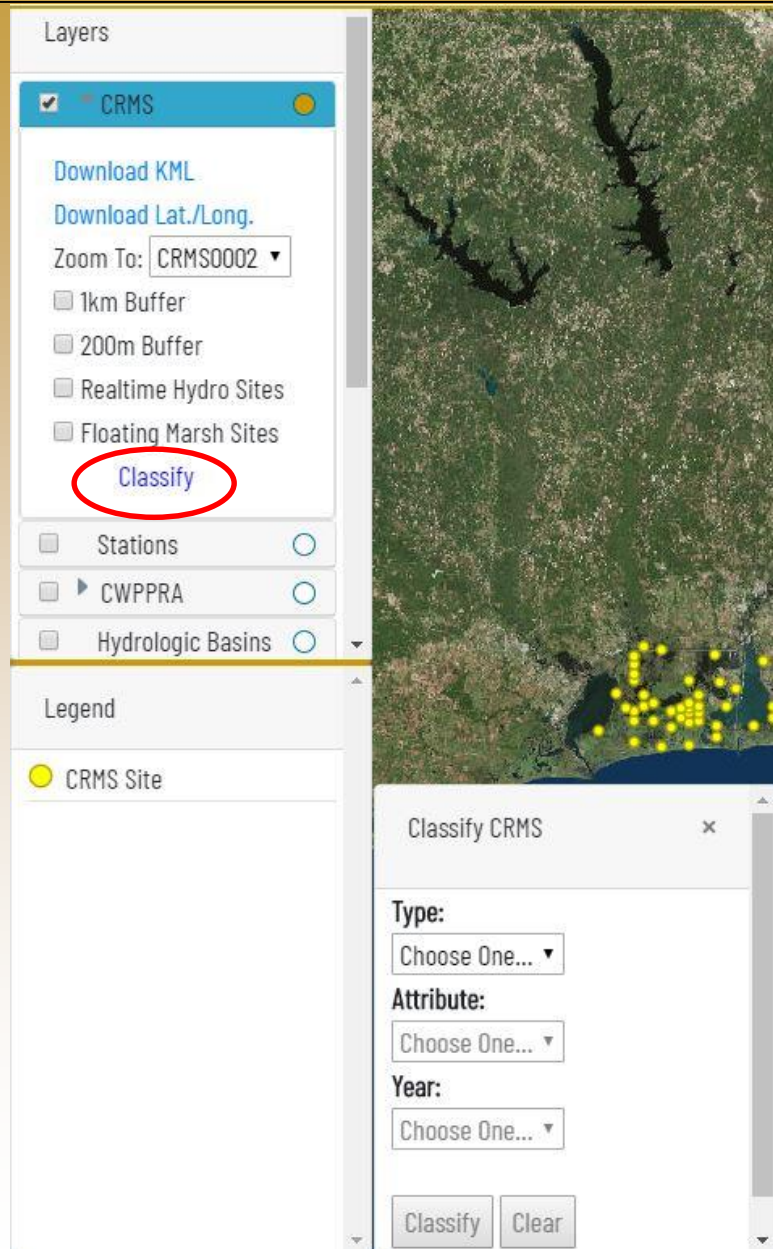 Layers
CRMS
Download KML
Download Lat./Long.
Zoom To: CRMS0002
1km Buffer
200m Buffer
Realtime Hydro Sites
Floating Marsh Sites
Classify
Stations
CWPPRA
Hydrologic Basins
Legend
CRMS Site
Classify CRMS
Type:
Choose One...
Attribute:
Choose One...
Year:
Choose One...
Classify Clear